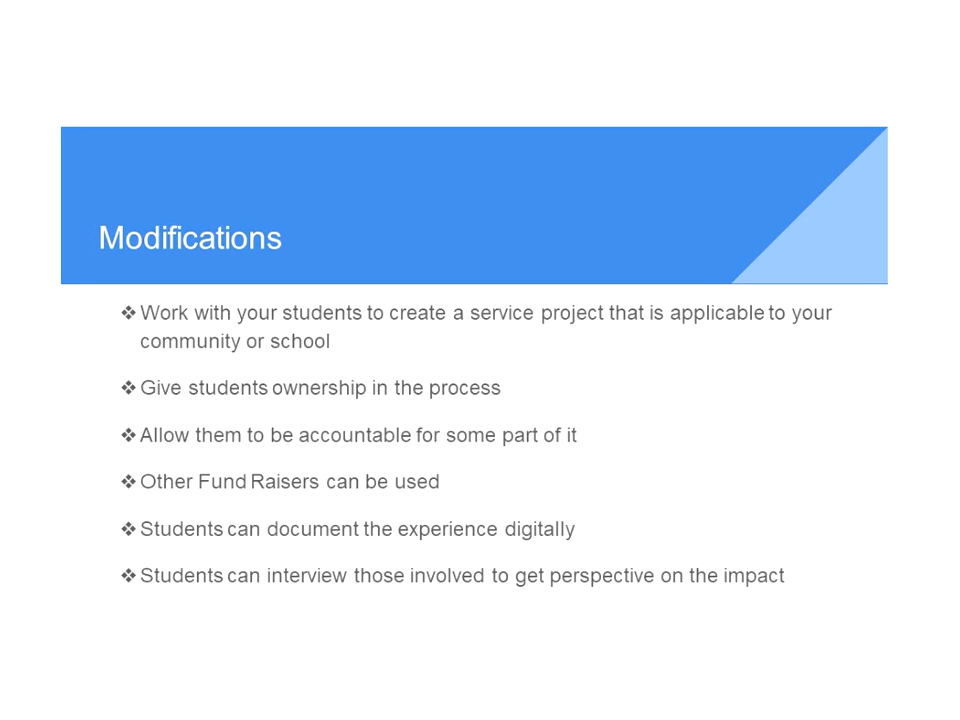 Modifications
❖ Work with your students to create a service project that is applicable to your
community or school
❖ Give students ownership in the process
❖ Allow them to be accountable for some part of it
❖ Other Fund Raisers can be used
❖ Students can document the experience digitally
❖ Students can interview those involved to get perspective on the impact